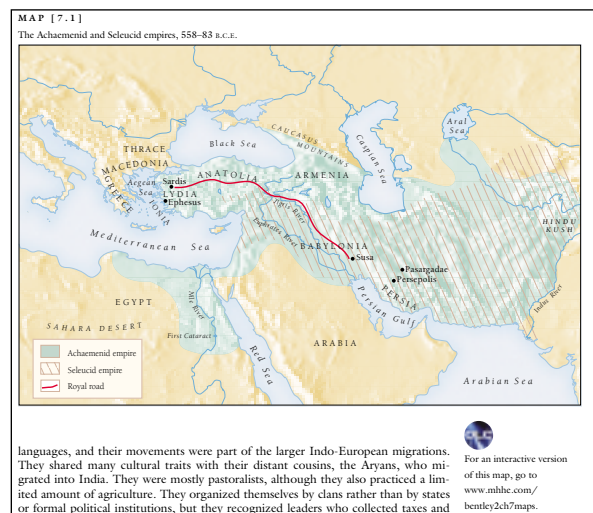 MAP [7.1]
The Achaemenid and Seleucid empires, 558–83 B.C.E.
Aral
Sea
Black Sea
CAUCASUS
MOUNTAINS
Caspian Sea
THRACE
MACEDONIA
GREECE
Aegean
Sea
Sardis
LYDIA
IONIA
Ephesus
ANATOLIA
ARMENIA
Tigris River
Euphrates River
HINDU
KUSH
Mediterranean Sea
BABYLONIA
Susa
Pasargadae
Persepolis
PERSIA
Persian Gulf
Indus River
EGYPT
Nile River
SAHARA DESERT
First Cataract
Red Sea
ARABIA
Arabian Sea
Achaemenid empire
Seleucid empire
Royal road
languages, and their movements were part of the larger Indo-European migrations.
They shared many cultural traits with their distant cousins, the Aryans, who mi-
grated into India. They were mostly pastoralists, although they also practiced a lim-
ited amount of agriculture. They organized themselves by clans rather than by states
or formal political institutions, but they recognized leaders who collected taxes and
For an interactive version
of this map, go to
www.mhhe.com/
bentley2ch7maps.